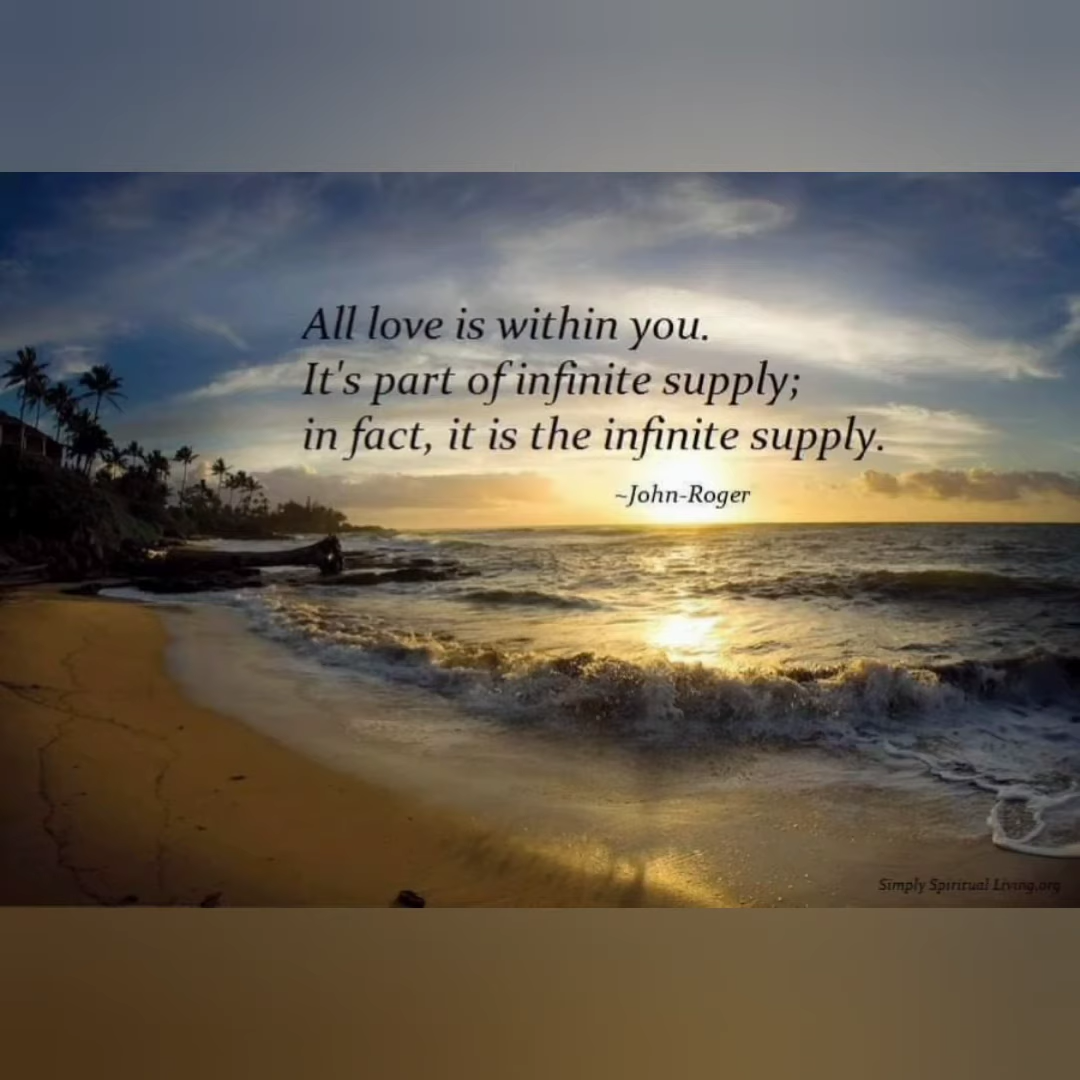 All love is within you.
It's part of infinite supply;
in fact, it is the infinite supply.
~John-Roger
Simply Spiritual Living.org